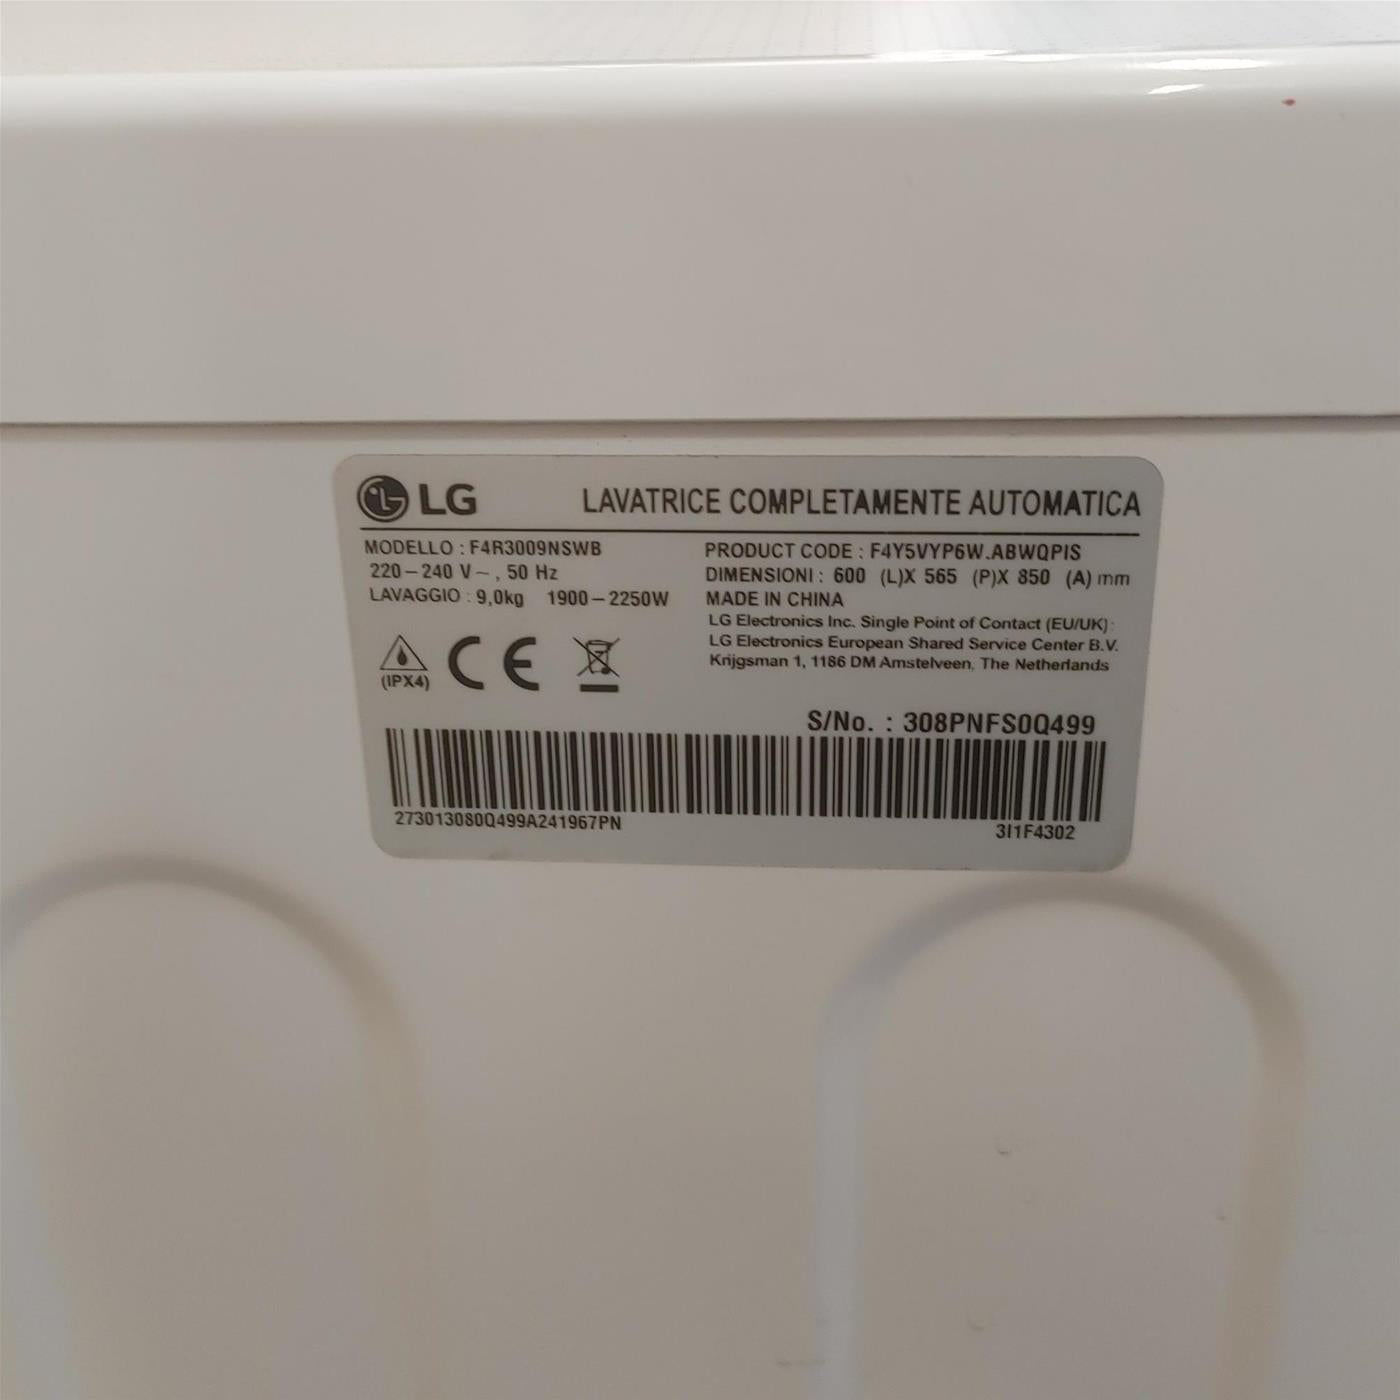 LG LAVATRICE COMPLETAMENTE AUTOMATICA
MODELLO : F4R3009NSWB
220-240 V~, 50 Hz
LAVAGGIO : 9,0kg 1900-2250W
PRODUCT CODE : F4Y5VYP6W.ABWQPIS
DIMENSIONI : 600 (L)X 565 (P)X 850 (A) mm
MADE IN CHINA
LG Electronics Inc. Single Point of Contact (EU/UK):
LG Electronics European Shared Service Center B.V.
Krijgsman 1, 1186 DM Amstelveen, The Netherlands
(IPX4)
CE
S/No. : 308PNFS0Q499
273013080Q499A241967PN
3I1F4302